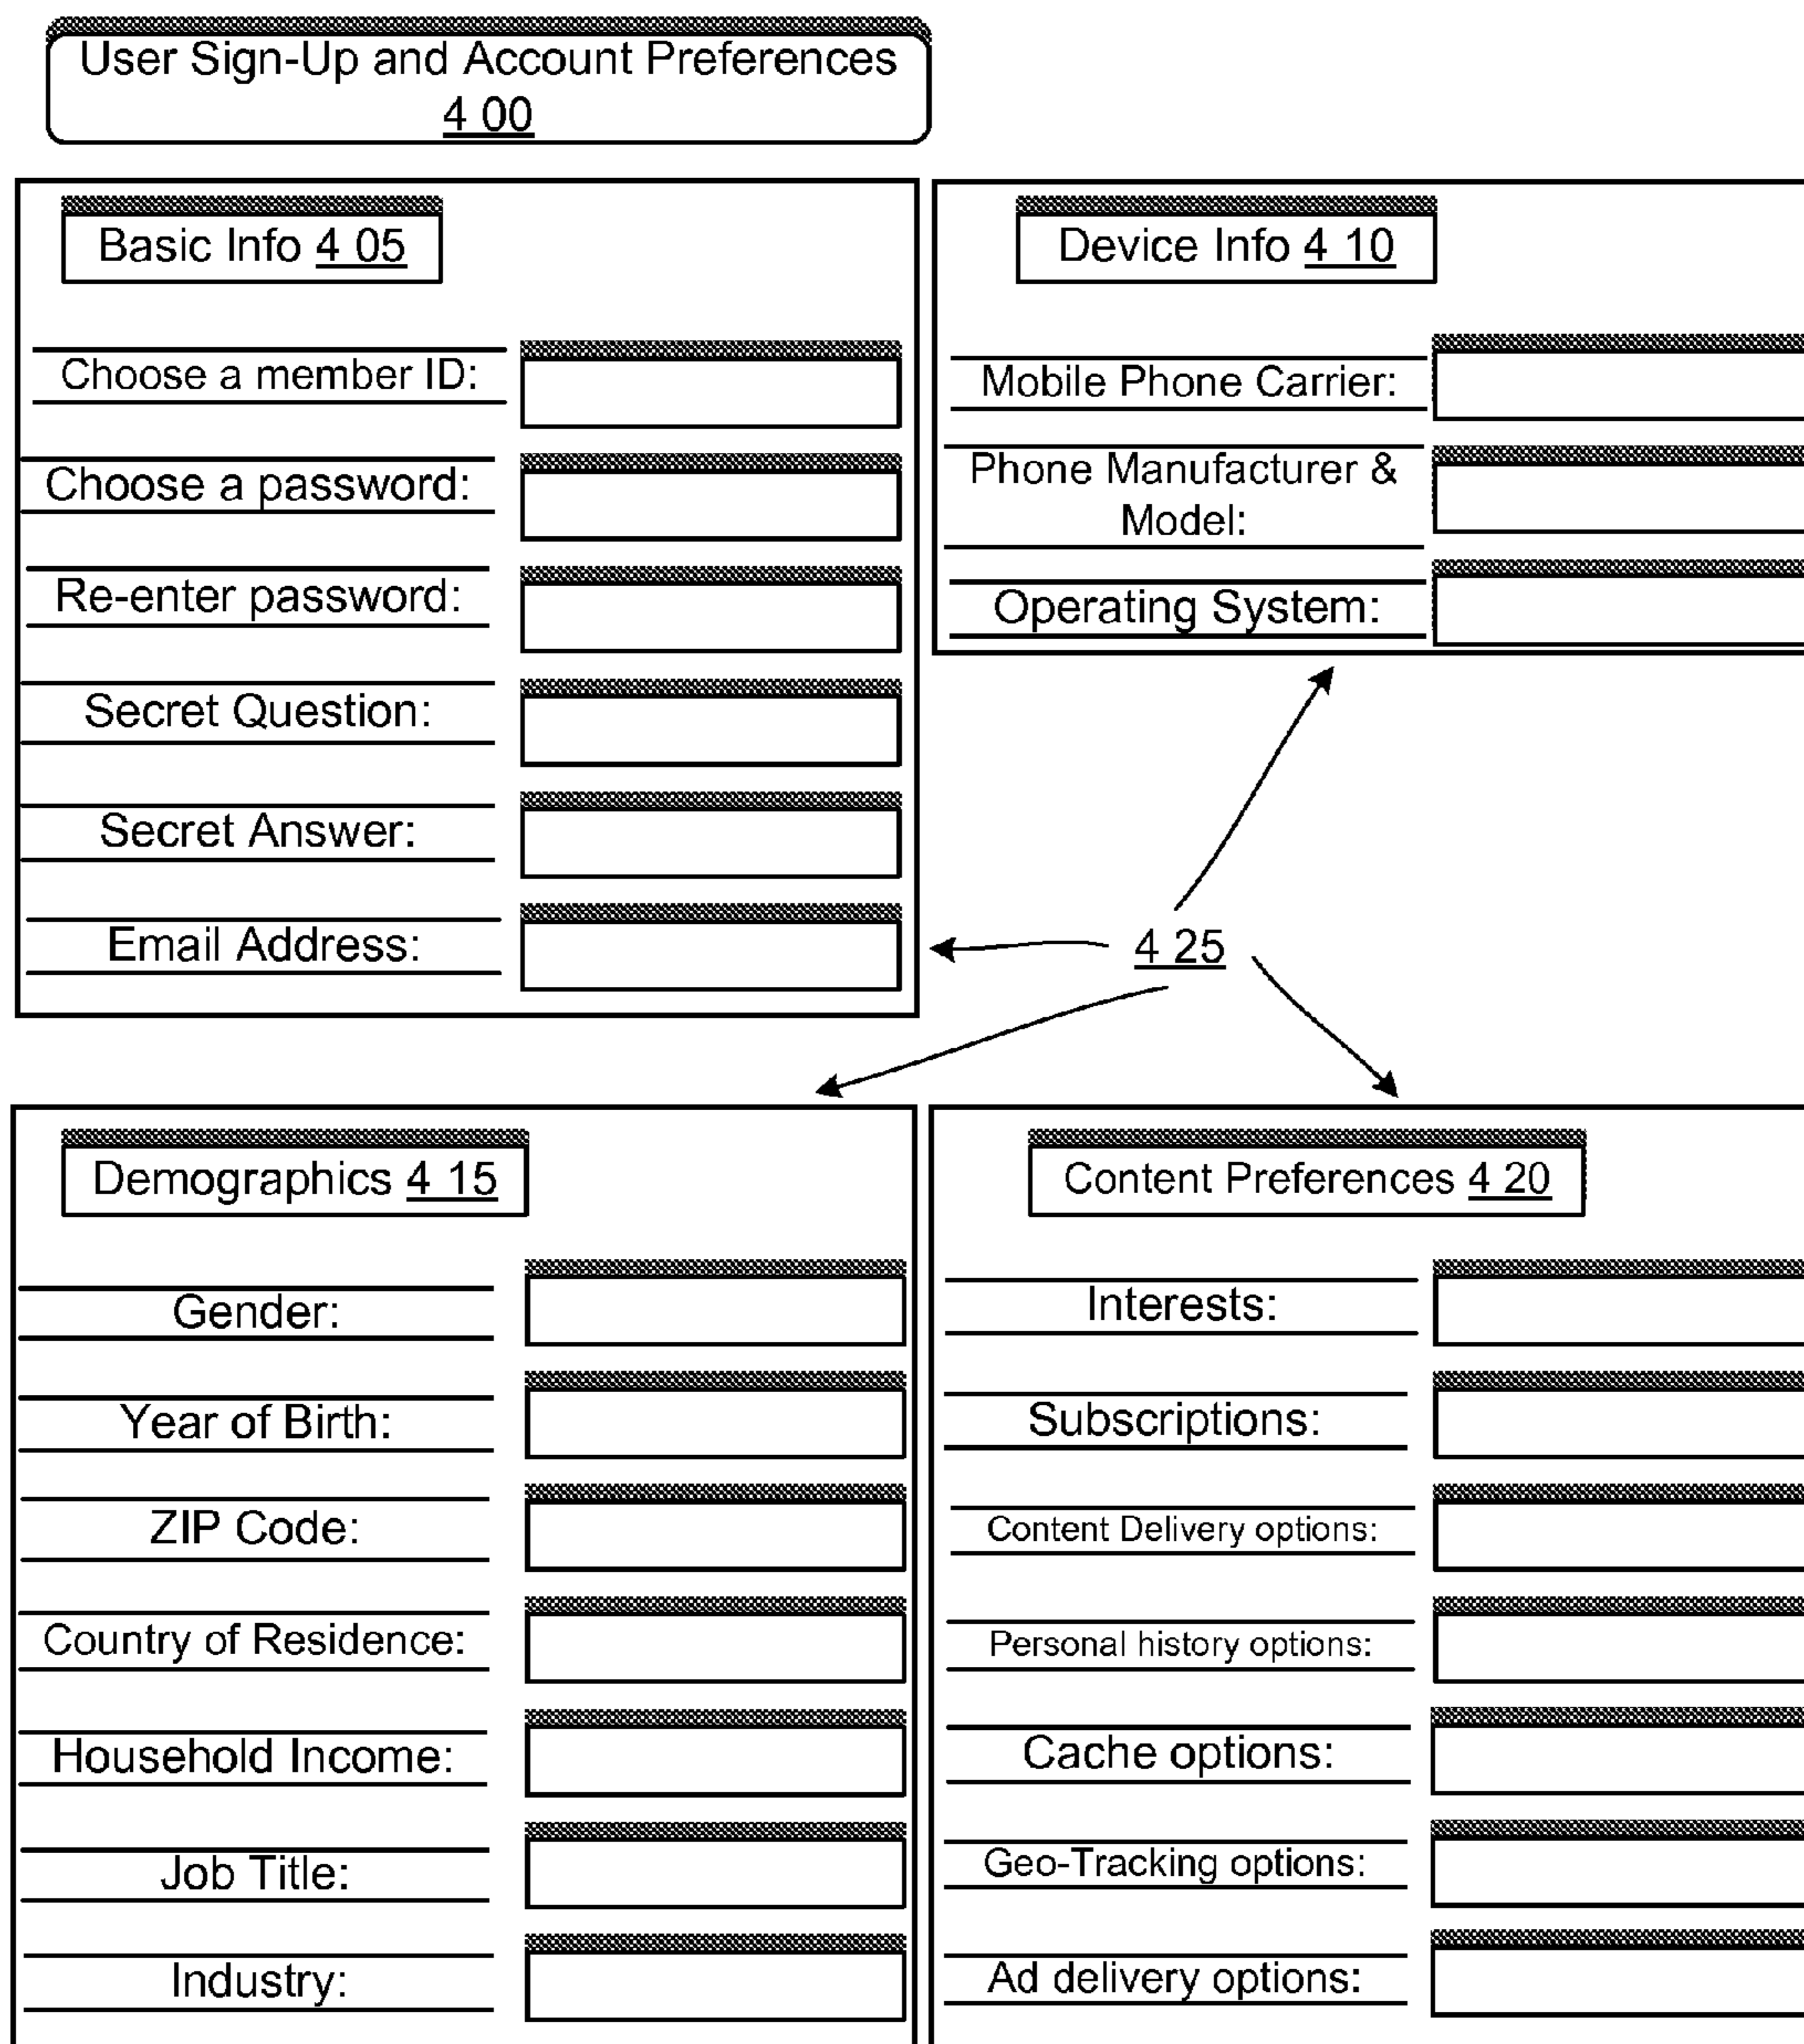 User Sign-Up and Account Preferences
4 00
Basic Info 4 05
Choose a member ID:
Choose a password:
Re-enter password:
Secret Question:
Secret Answer:
Email Address:
Device Info 4 10
Mobile Phone Carrier:
Phone Manufacturer &
Model:
Operating System:
4 25
Demographics 4 15
Gender:
Year of Birth:
ZIP Code:
Country of Residence:
Household Income:
Job Title:
Industry:
Content Preferences 4 20
Interests:
Subscriptions:
Content Delivery options:
Personal history options:
Cache options:
Geo-Tracking options:
Ad delivery options: